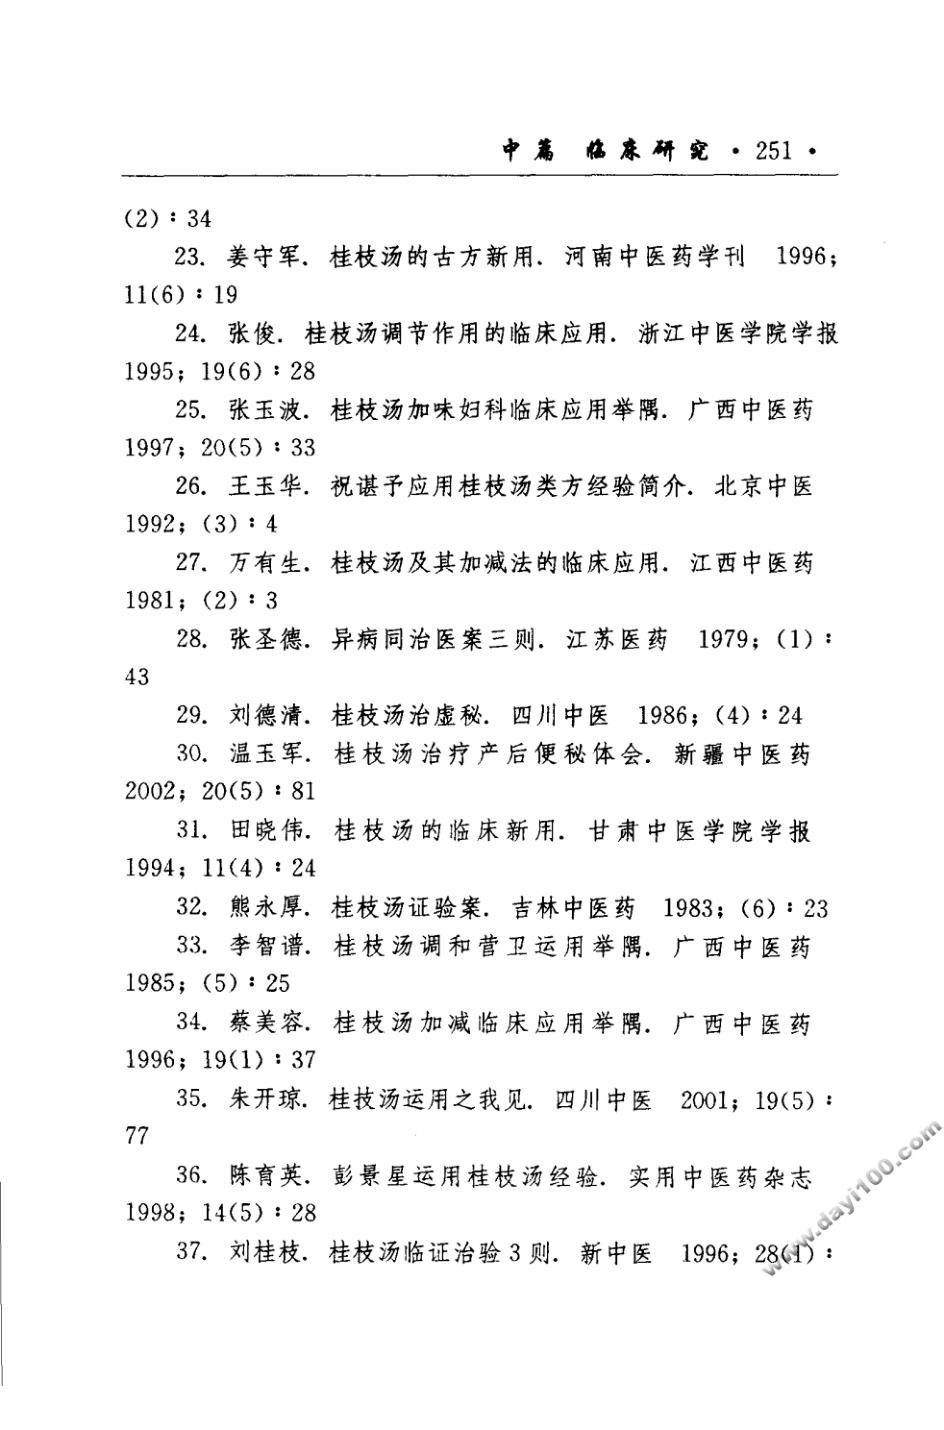 中篇　临床研究 · 251 ·
(2)：34
23. 姜守军. 桂枝汤的古方新用. 河南中医药学刊　1996;
11(6)：19
24. 张俊. 桂枝汤调节作用的临床应用. 浙江中医学院学报
1995; 19(6)：28
25. 张玉波. 桂枝汤加味妇科临床应用举隅. 广西中医药
1997; 20(5)：33
26. 王玉华. 祝谌予应用桂枝汤类方经验简介. 北京中医
1992; (3)：4
27. 万有生. 桂枝汤及其加减法的临床应用. 江西中医药
1981; (2)：3
28. 张圣德. 异病同治医案三则. 江苏医药　1979; (1)：
43
29. 刘德清. 桂枝汤治虚秘. 四川中医　1986; (4)：24
30. 温玉军. 桂枝汤治疗产后便秘体会. 新疆中医药
2002; 20(5)：81
31. 田晓伟. 桂枝汤的临床新用. 甘肃中医学院学报
1994; 11(4)：24
32. 熊永厚. 桂枝汤证验案. 吉林中医药　1983; (6)：23
33. 李智谱. 桂枝汤调和营卫运用举隅. 广西中医药
1985; (5)：25
34. 蔡美容. 桂枝汤加减临床应用举隅. 广西中医药
1996; 19(1)：37
35. 朱开琼. 桂技汤运用之我见. 四川中医　2001; 19(5)：
77
36. 陈育英. 彭景星运用桂枝汤经验. 实用中医药杂志
1998; 14(5)：28
37. 刘桂枝. 桂枝汤临证治验 3 则. 新中医　1996; 28(1)：
www.dayi100.com